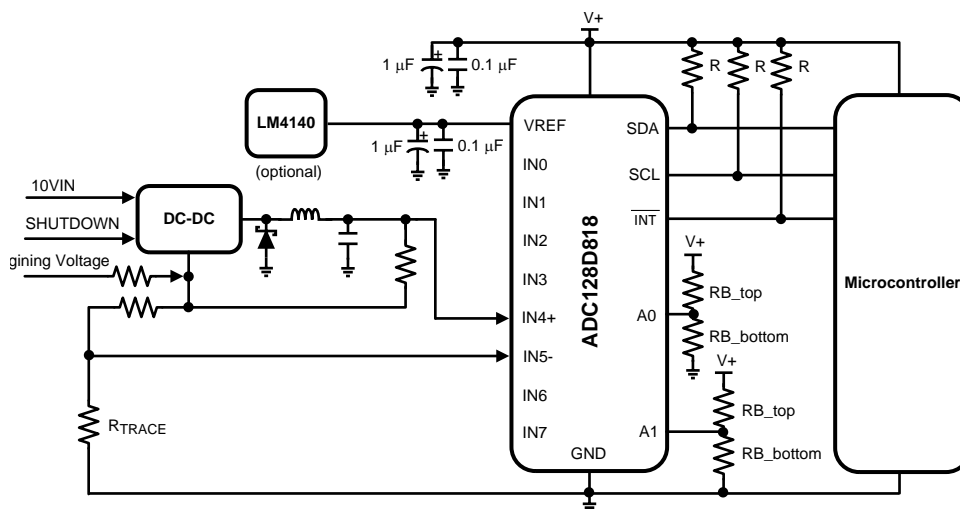 V+
1 μF
+
0.1 μF
R
R
R
LM4140
(optional)
1 μF
+
0.1 μF
VREF
IN0
IN1
IN2
IN3
IN4+
IN5-
IN6
IN7
GND
ADC128D818
SDA
SCL
INT
A0
A1
10VIN
SHUTDOWN
gining Voltage
DC-DC
RTRACE
V+
RB_top
RB_bottom
V+
RB_top
RB_bottom
Microcontroller